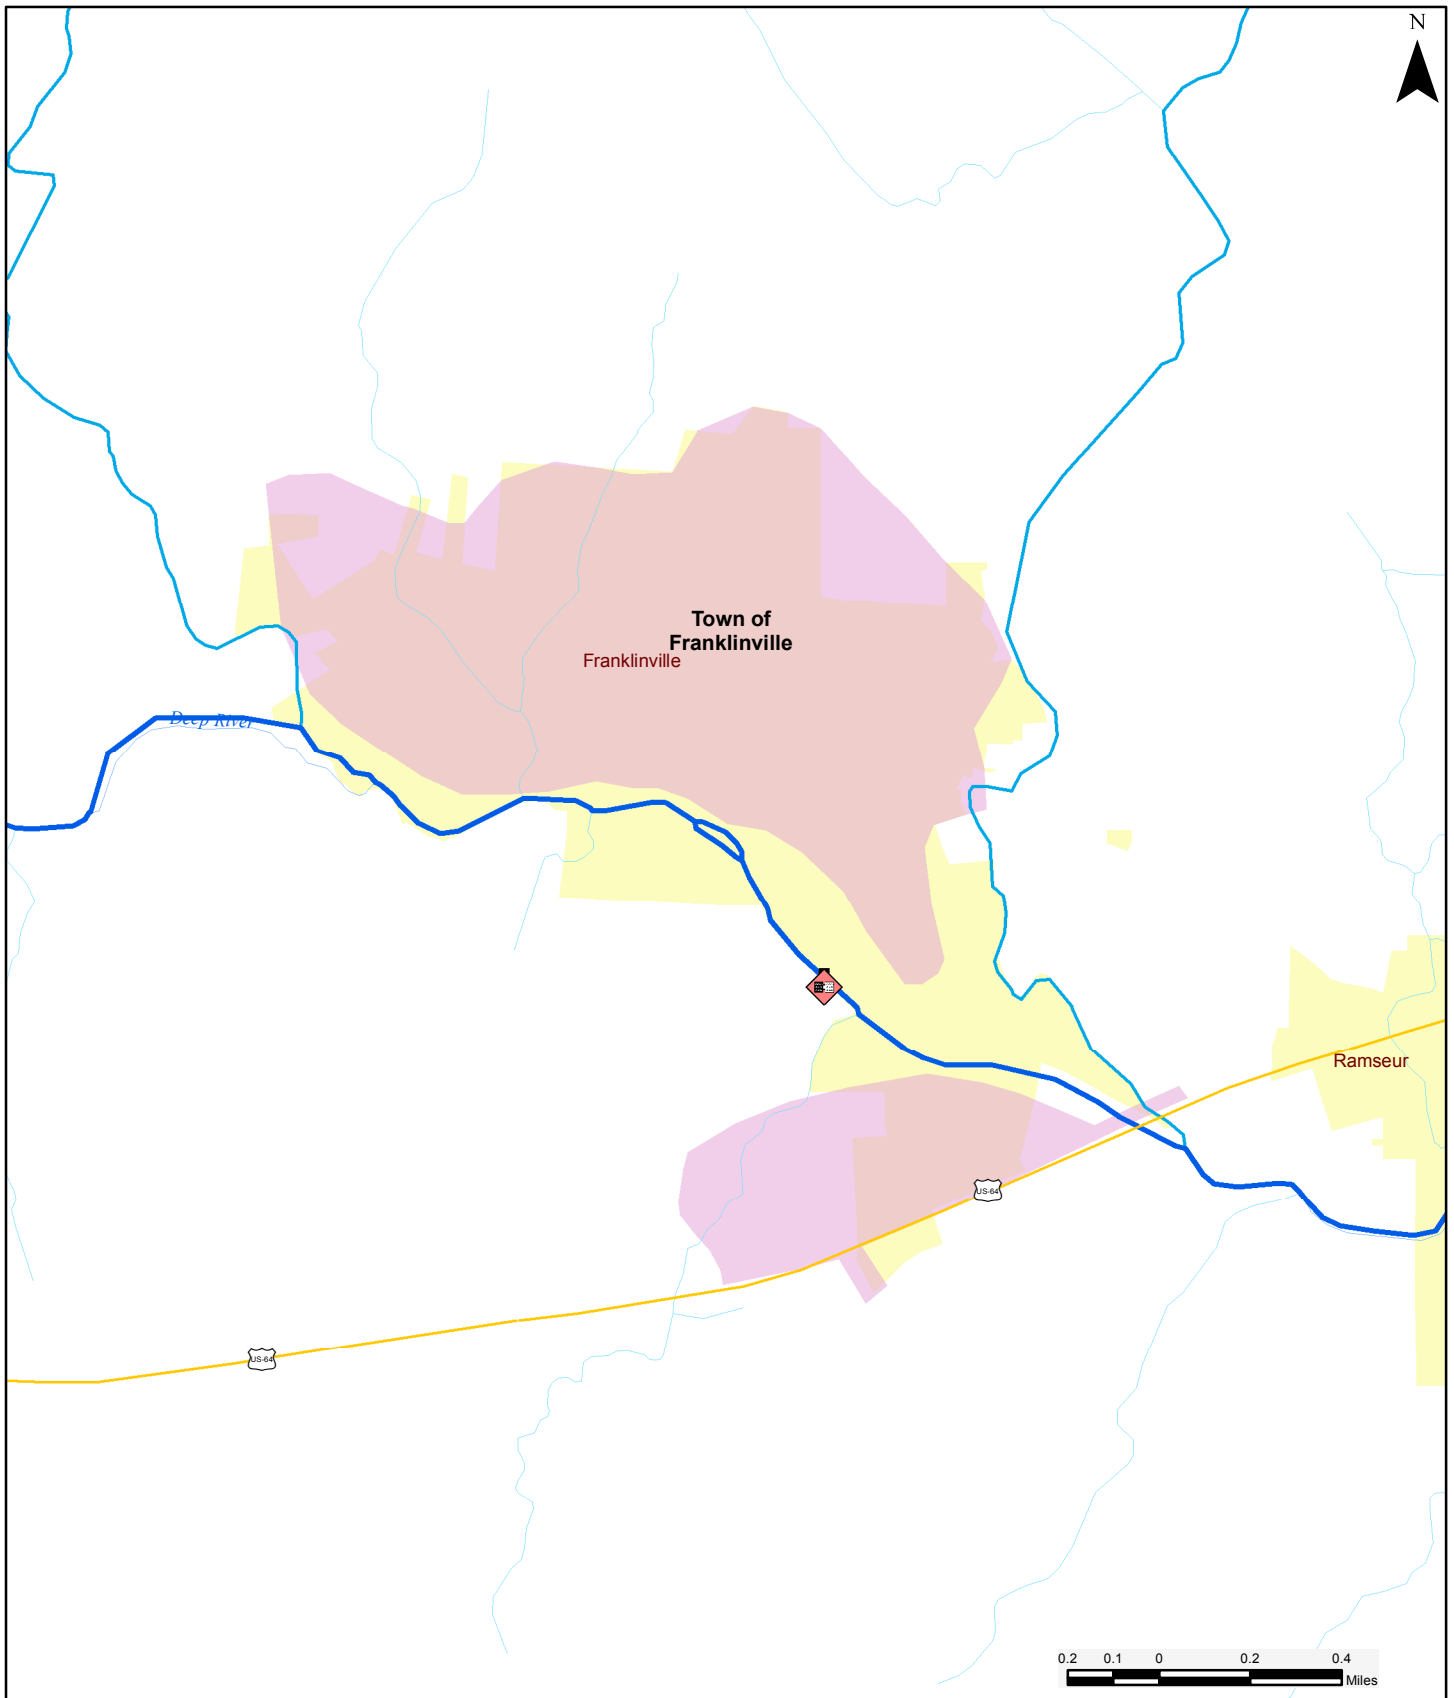 N
Town of
Franklinville
Franklinville
Deep River
Ramseur
US-64
US-64
0.2 0.1 0 0.2 0.4
Miles